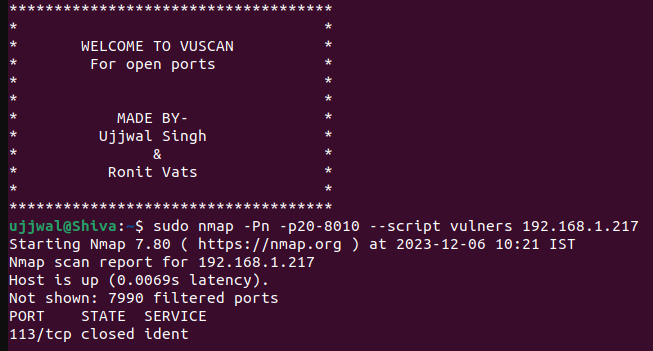 ************************************
* *
* WELCOME TO VUSCAN *
* For open ports *
* *
* *
* MADE BY- *
* Ujjwal Singh *
* & *
* Ronit Vats *
* *
************************************
ujjwal@Shiva:~$ sudo nmap -Pn -p20-8010 --script vulners 192.168.1.217
Starting Nmap 7.80 ( https://nmap.org ) at 2023-12-06 10:21 IST
Nmap scan report for 192.168.1.217
Host is up (0.0069s latency).
Not shown: 7990 filtered ports
PORT STATE SERVICE
113/tcp closed ident